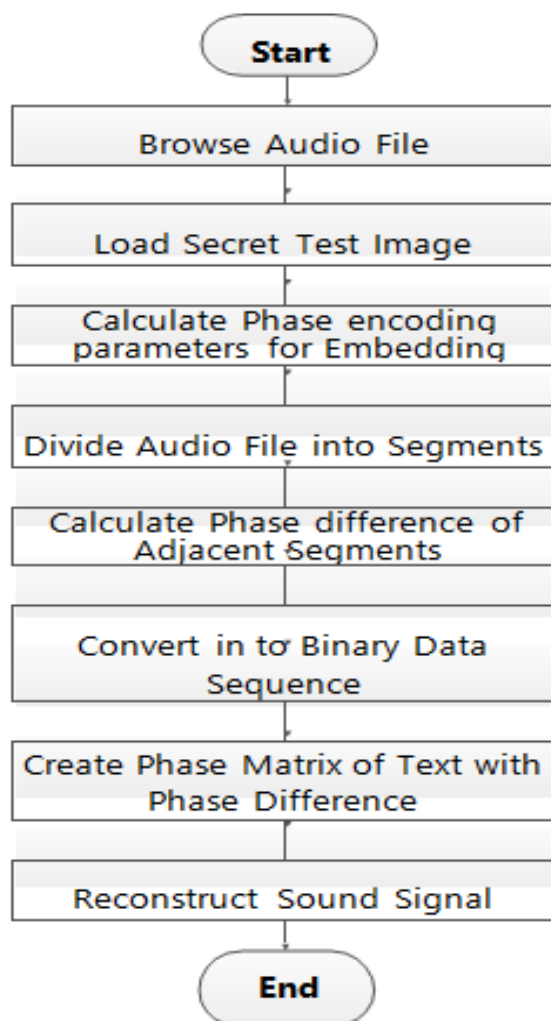 Start
Browse Audio File
Load Secret Test Image
Calculate Phase encoding
parameters for Embedding
Divide Audio File into Segments
Calculate Phase difference of
Adjacent Segments
Convert in to Binary Data
Sequence
Create Phase Matrix of Text with
Phase Difference
Reconstruct Sound Signal
End